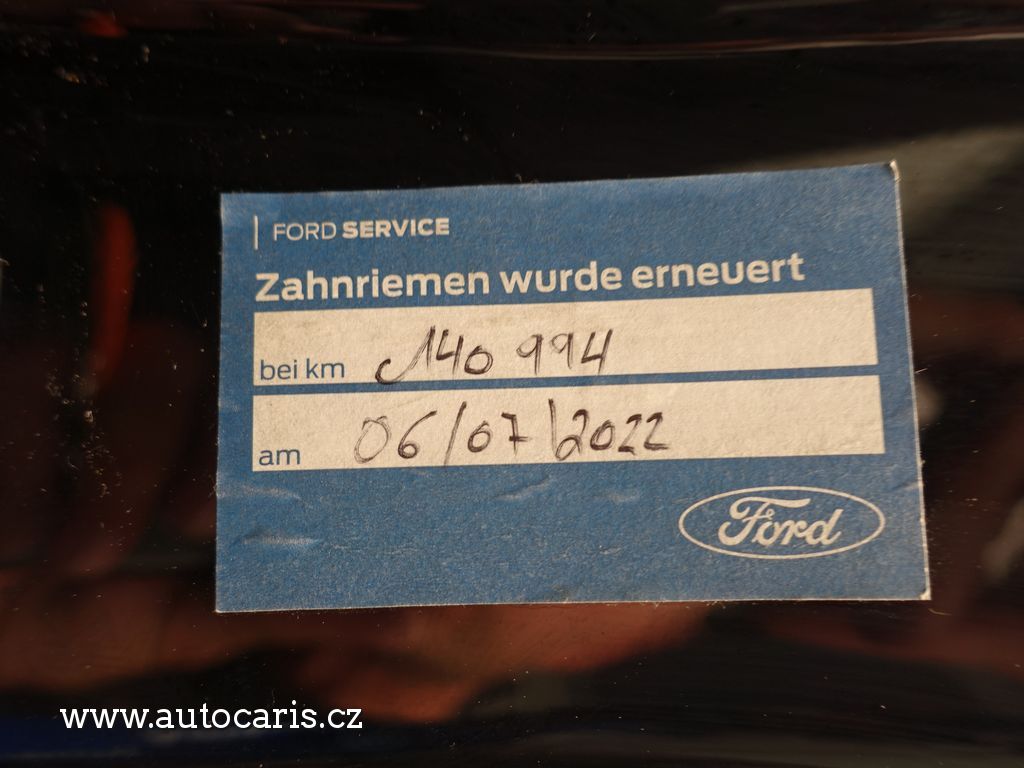 | FORD SERVICE
Zahnriemen wurde erneuert
bei km 140 994
am 06/07/2022
Ford
www.autocaris.cz